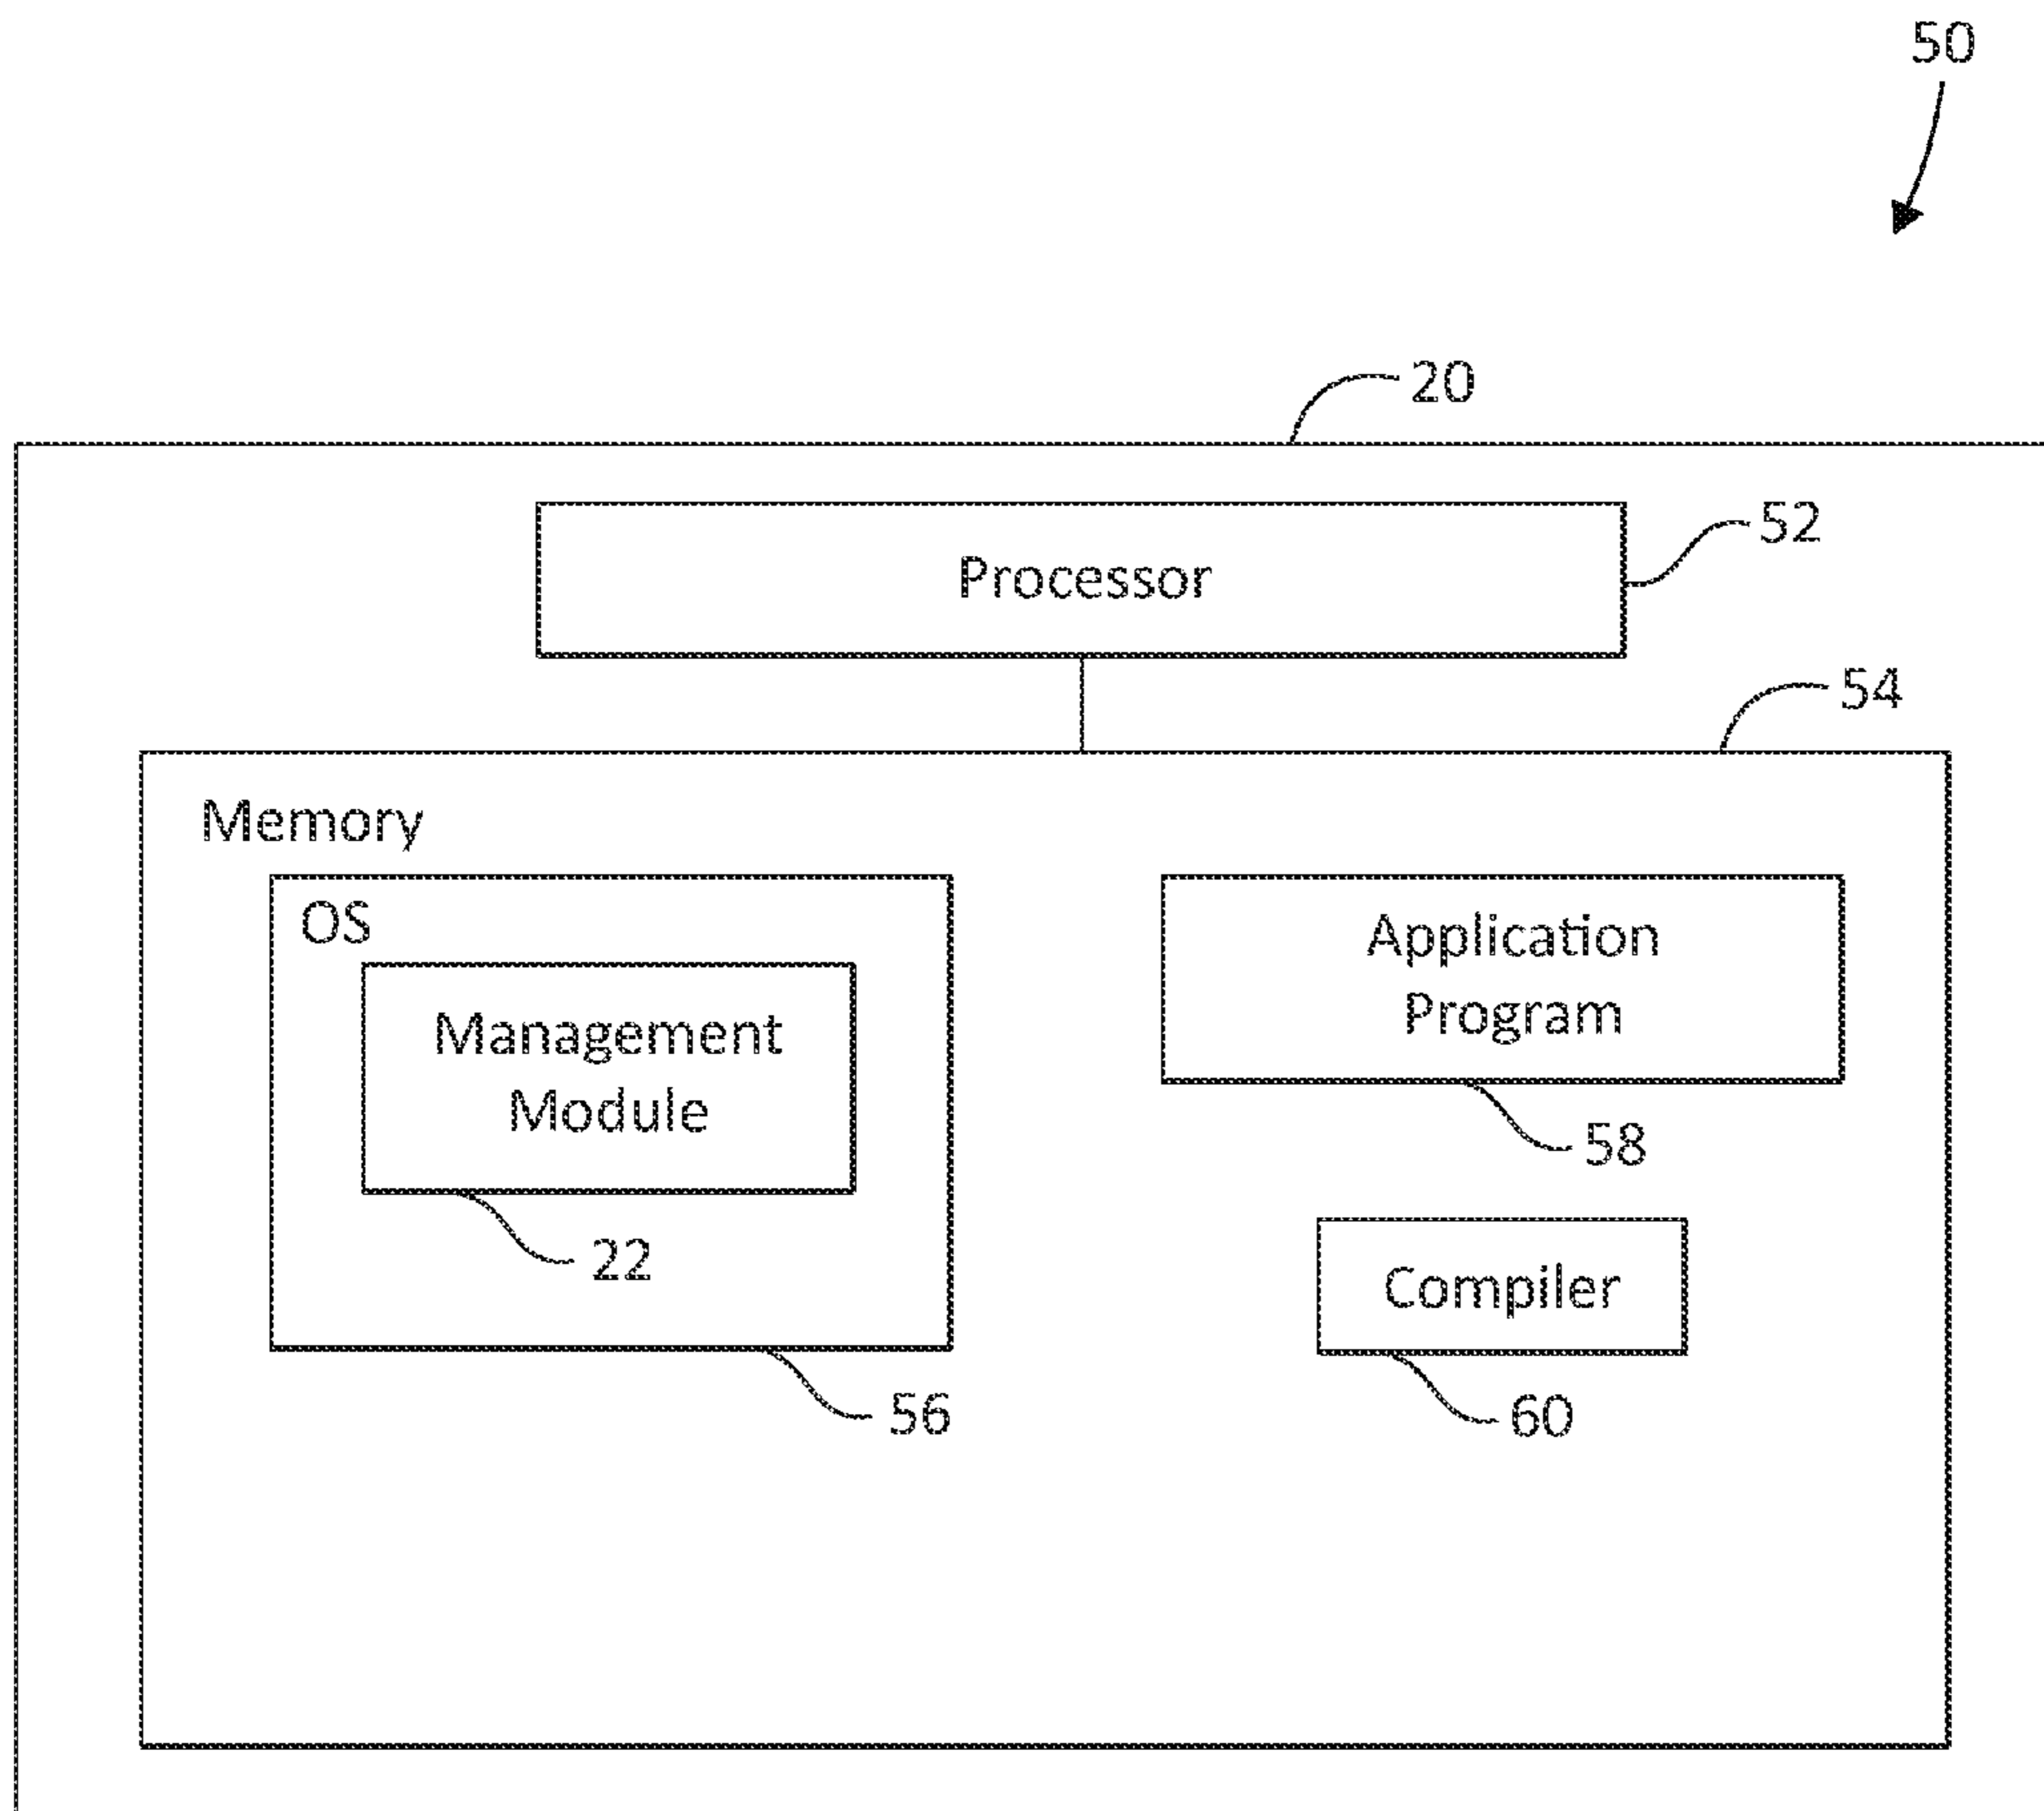 50
20
Processor
52
54
Memory
OS
Management
Module
22
56
Application
Program
58
Compiler
60